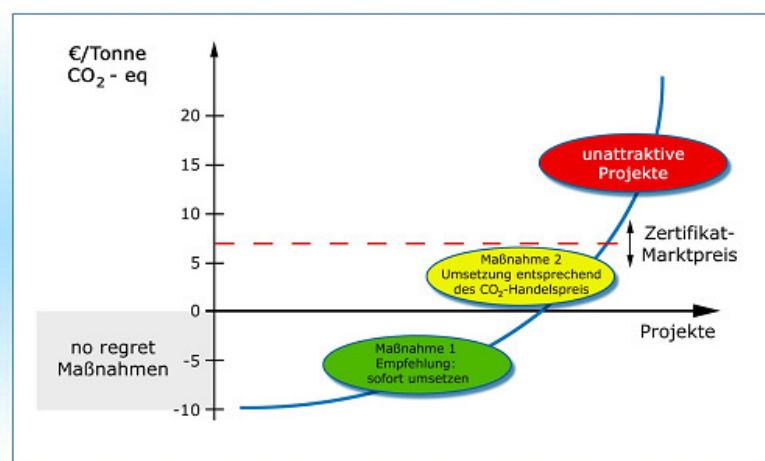 €/Tonne
CO₂ - eq
20
15
10
5
0
-5
-10
unattraktive
Projekte
Zertifikat-
Marktpreis
Maßnahme 2
Umsetzung entsprechend
des CO₂-Handelspreis
Projekte
no regret
Maßnahmen
Maßnahme 1
Empfehlung:
sofort umsetzen